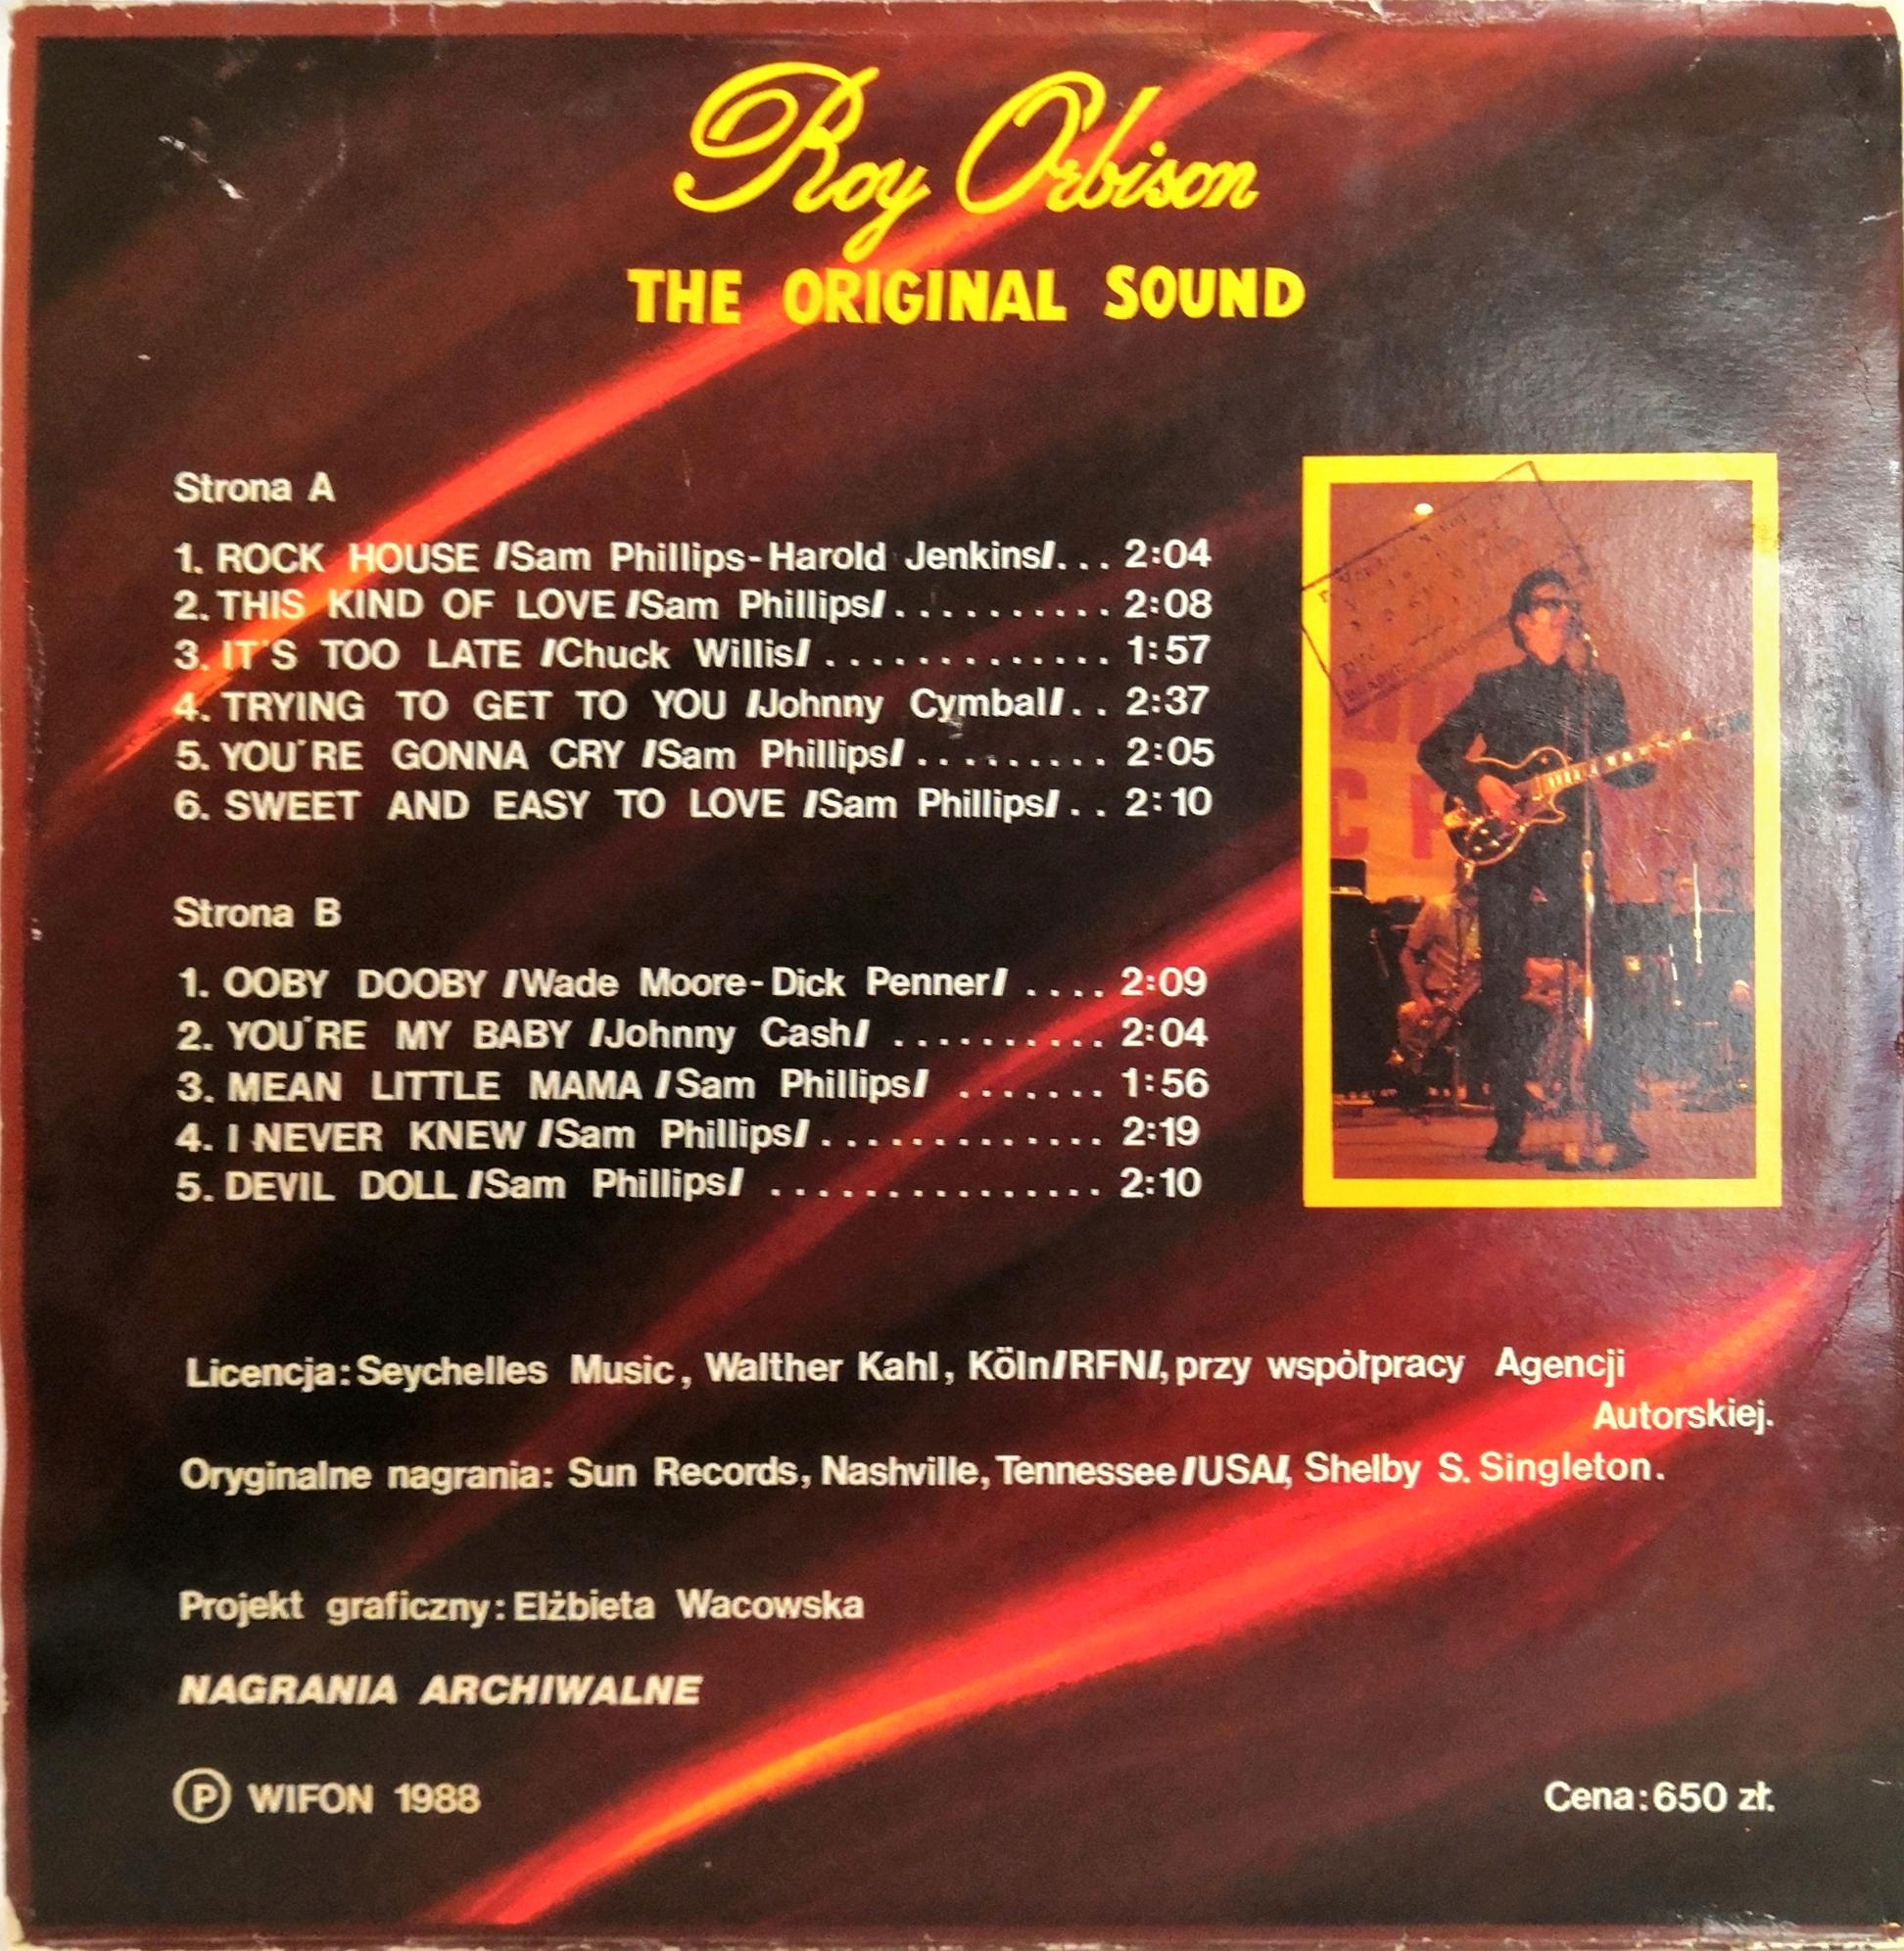 Roy Orbison
THE ORIGINAL SOUND
Strona A
1. ROCK HOUSE /Sam Phillips-Harold Jenkins/... 2:04
2. THIS KIND OF LOVE /Sam Phillips/.......... 2:08
3. IT'S TOO LATE /Chuck Willis/............. 1:57
4. TRYING TO GET TO YOU /Johnny Cymbal/.. 2:37
5. YOU'RE GONNA CRY /Sam Phillips/......... 2:05
6. SWEET AND EASY TO LOVE /Sam Phillips/.. 2:10
Strona B
1. OOBY DOOBY /Wade Moore-Dick Penner/ .... 2:09
2. YOU'RE MY BABY /Johnny Cash/ .......... 2:04
3. MEAN LITTLE MAMA /Sam Phillips/ ....... 1:56
4. I NEVER KNEW /Sam Phillips/............. 2:19
5. DEVIL DOLL /Sam Phillips/ ............... 2:10
Licencja: Seychelles Music, Walther Kahl, Köln/RFN/, przy współpracy Agencji
Autorskiej.
Oryginalne nagrania: Sun Records, Nashville, Tennessee /USA/, Shelby S. Singleton.
Projekt graficzny: Elżbieta Wacowska
NAGRANIA ARCHIWALNE
Ⓟ WIFON 1988
Cena: 650 zł.